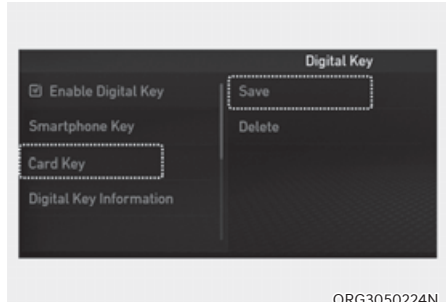 Digital Key
Enable Digital Key
Save
Smartphone Key
Delete
Card Key
Digital Key Information
ORG3050224N